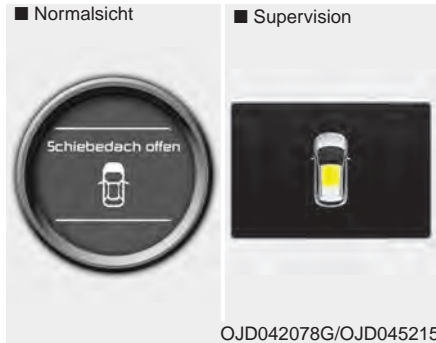 ■ Normalsicht
■ Supervision
Schiebedach offen
OJD042078G/OJD045215